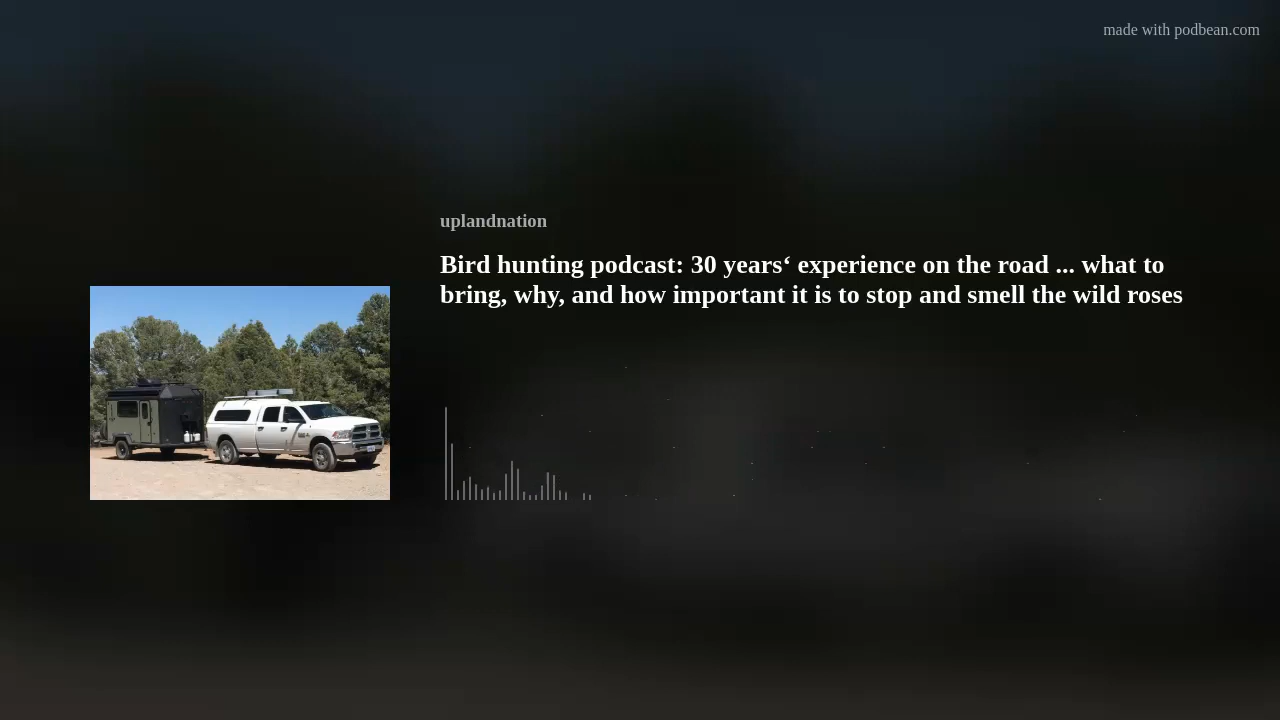 made with podbean.com
uplandnation
Bird hunting podcast: 30 years‘ experience on the road ... what to
bring, why, and how important it is to stop and smell the wild roses